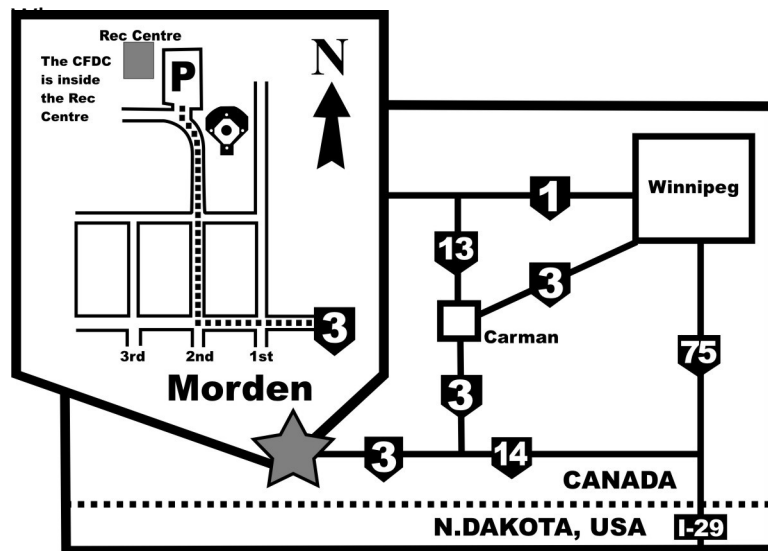 Rec Centre
The CFDC
is inside
the Rec
Centre
P
N
3
3rd
2nd
1st
Morden
1
Winnipeg
13
3
Carman
75
3
3
14
CANADA
N.DAKOTA, USA
I-29